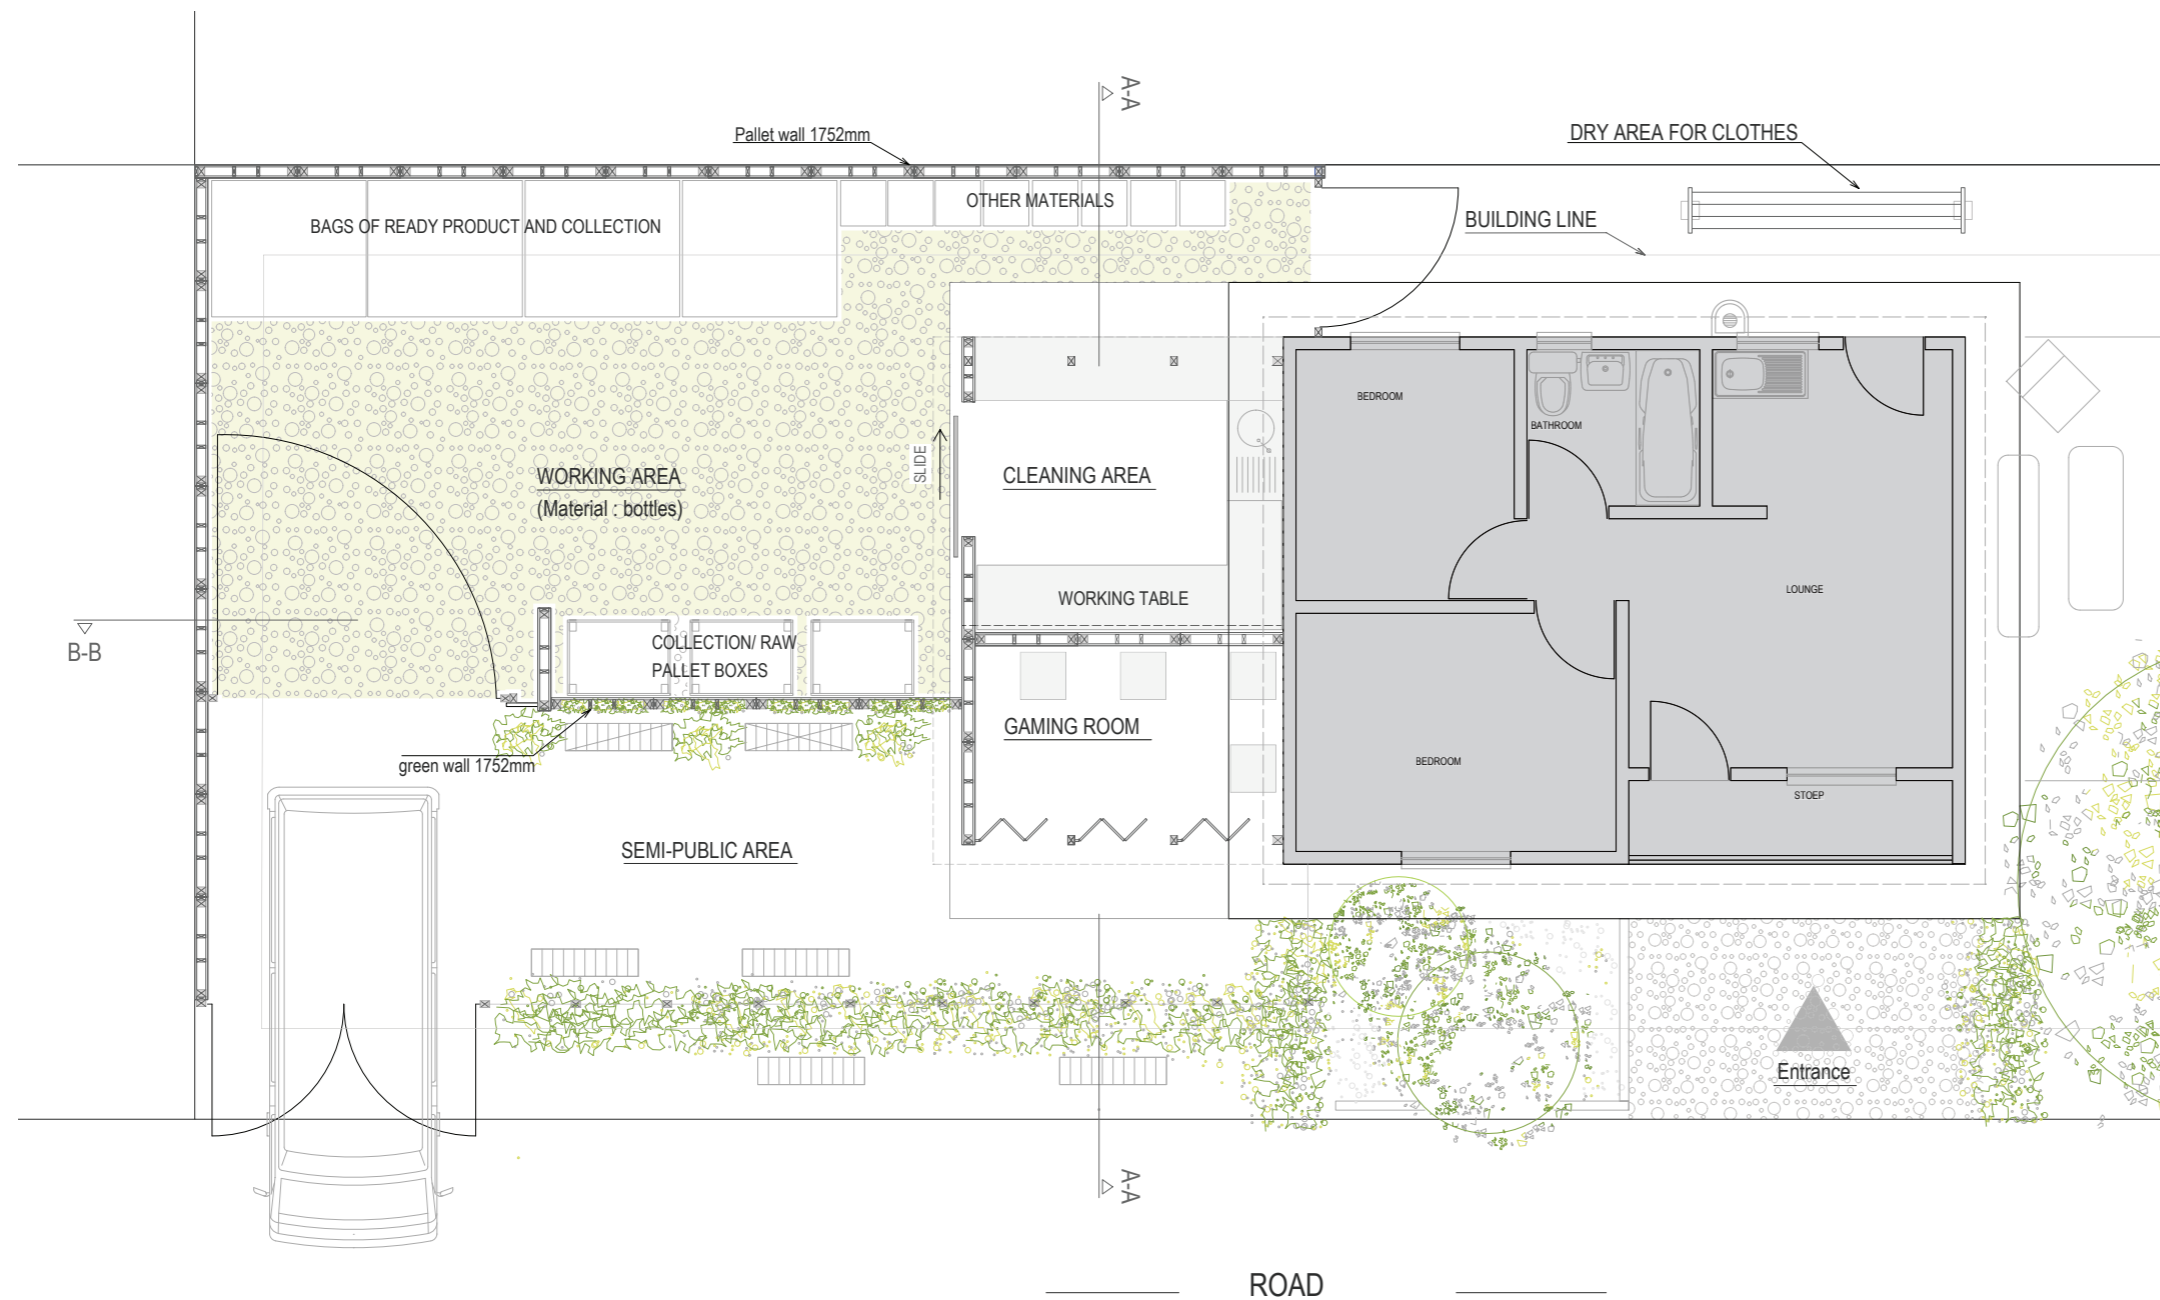 A-A
Pallet wall 1752mm
DRY AREA FOR CLOTHES
OTHER MATERIALS
BAGS OF READY PRODUCT AND COLLECTION
BUILDING LINE
BEDROOM
BATHROOM
SLIDE
WORKING AREA
(Material : bottles)
CLEANING AREA
WORKING TABLE
LOUNGE
B-B
COLLECTION/ RAW
PALLET BOXES
GAMING ROOM
green wall 1752mm
BEDROOM
STOEP
SEMI-PUBLIC AREA
Entrance
A-A
ROAD